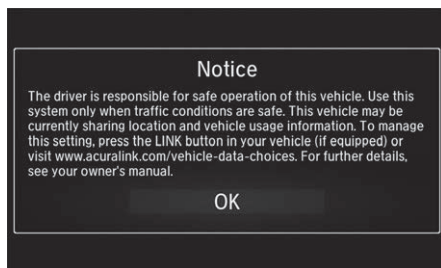 Notice
The driver is responsible for safe operation of this vehicle. Use this
system only when traffic conditions are safe. This vehicle may be
currently sharing location and vehicle usage information. To manage
this setting, press the LINK button in your vehicle (if equipped) or
visit www.acuralink.com/vehicle-data-choices. For further details,
see your owner's manual.
OK